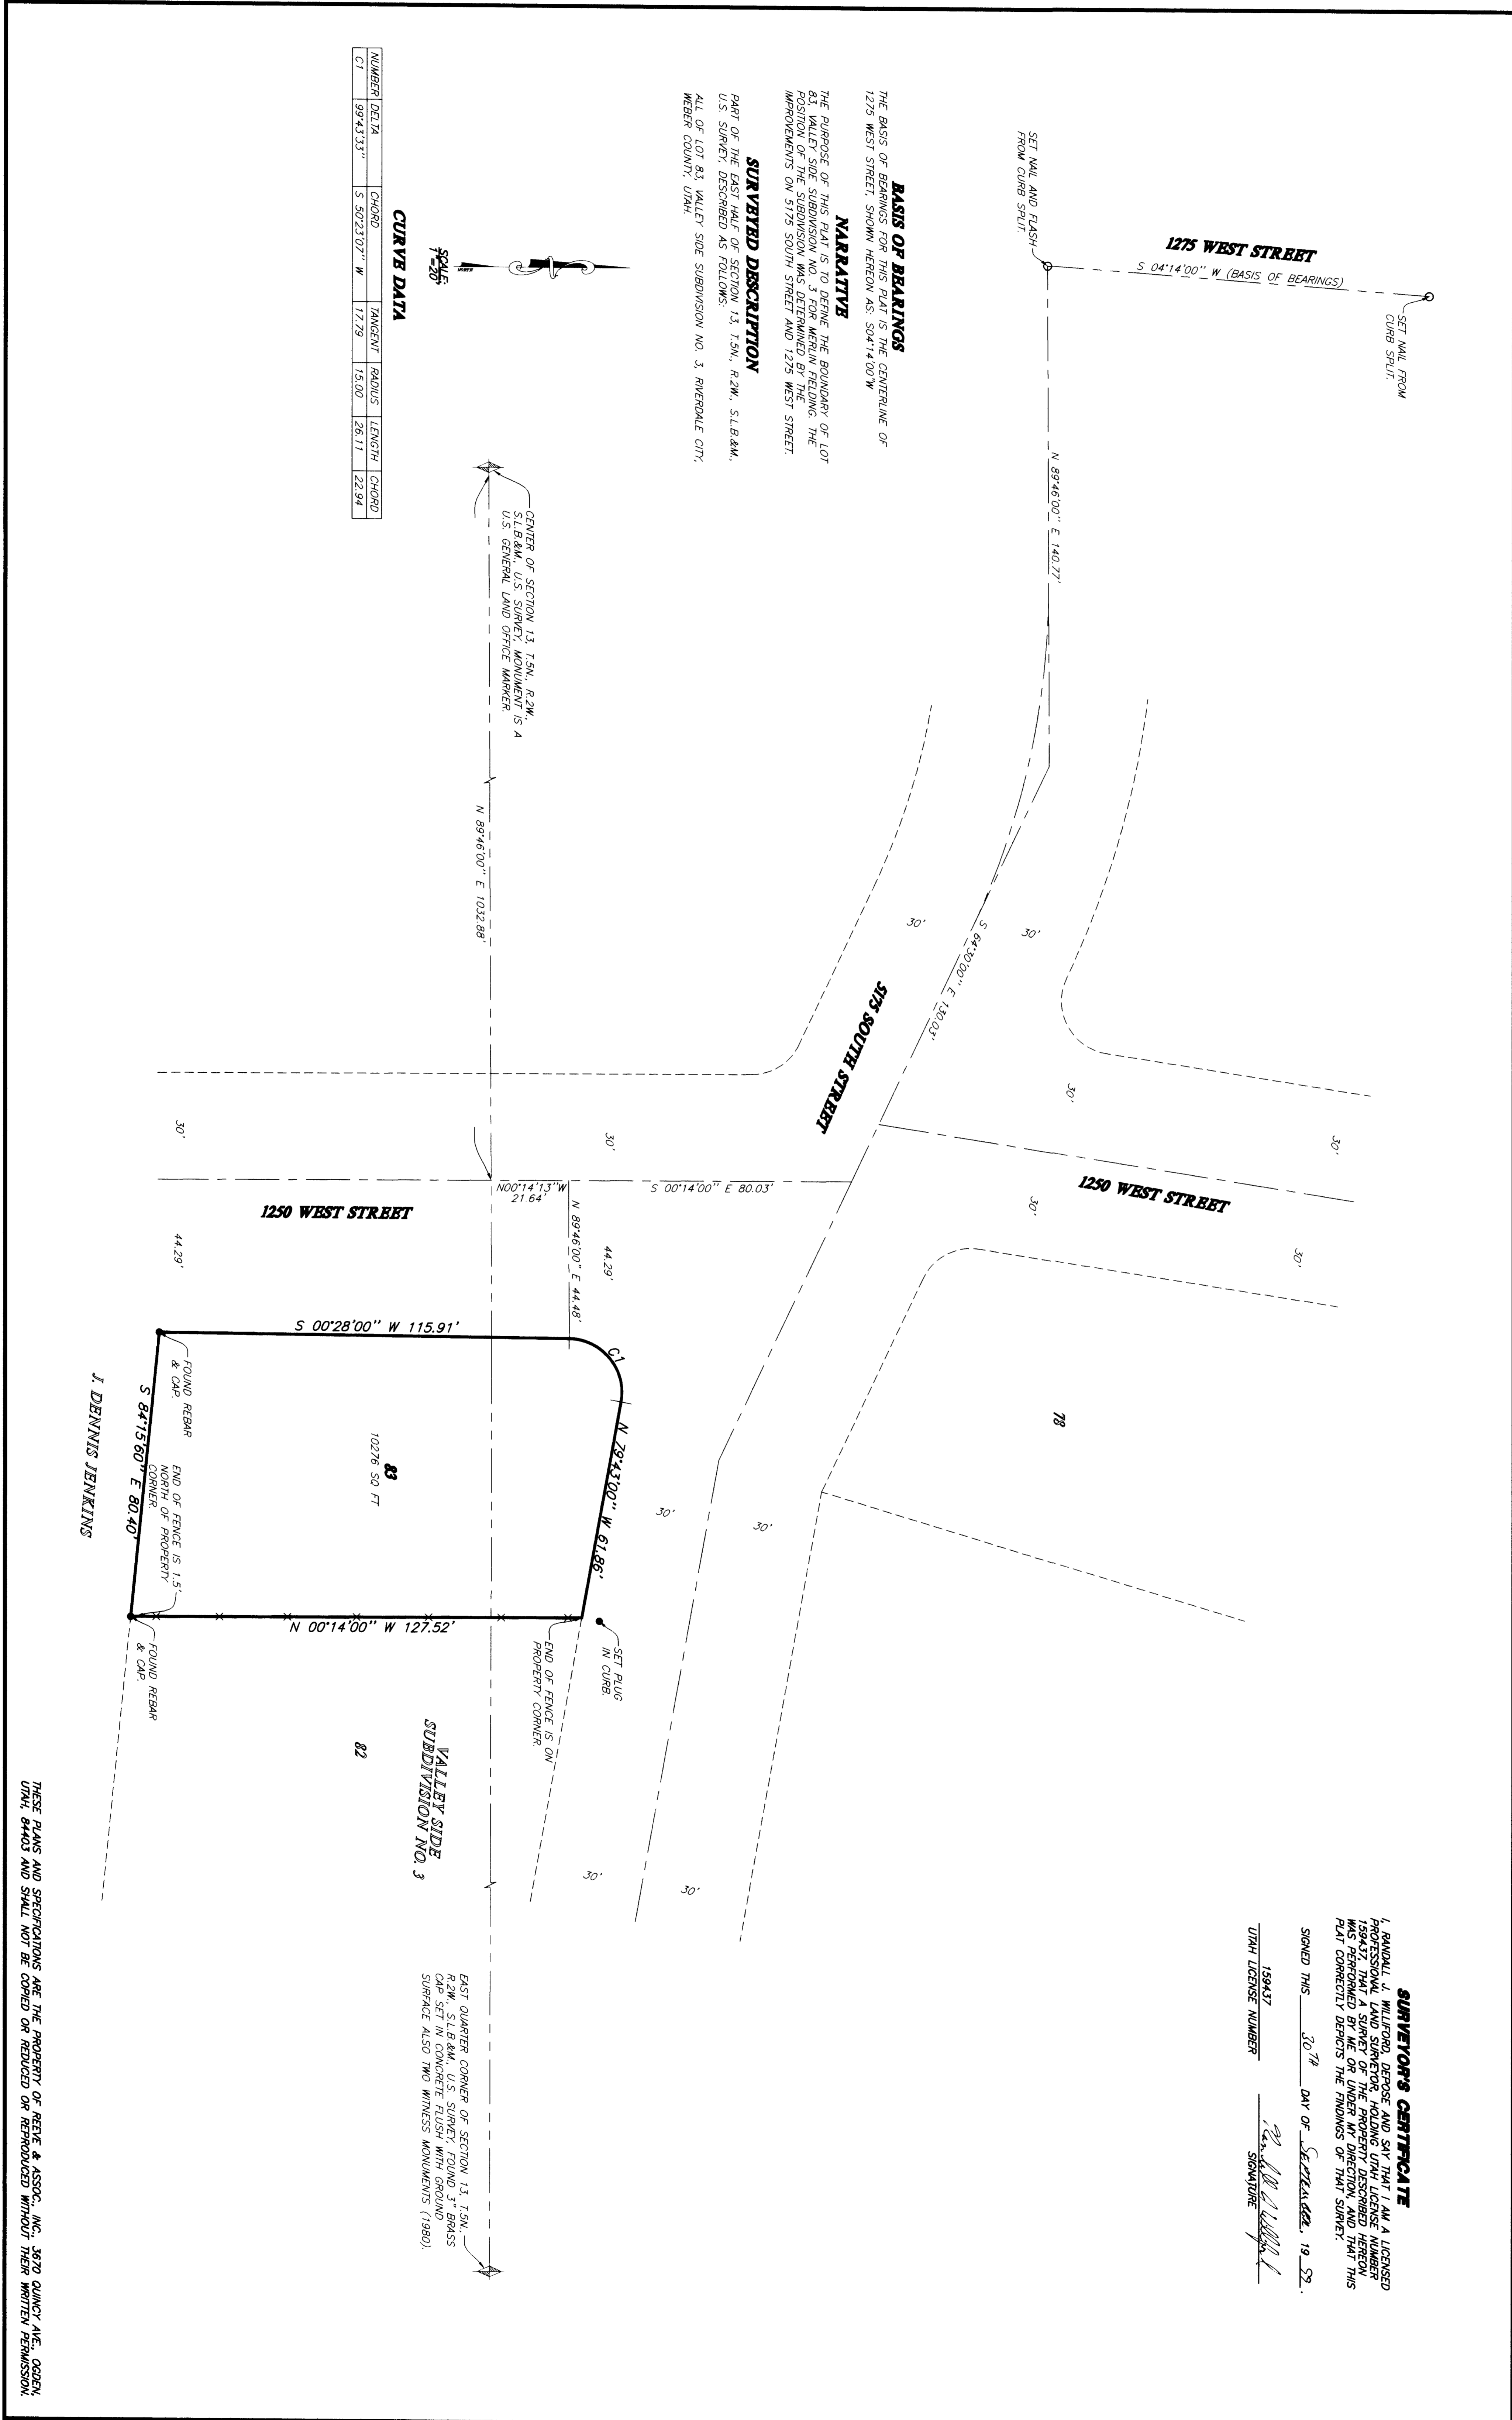 SURVEYOR'S CERTIFICATE
I, RANDALL J. WILLIFORD, DEPOSE AND SAY THAT I AM A LICENSED
PROFESSIONAL LAND SURVEYOR, HOLDING UTAH LICENSE NUMBER
159437, THAT A SURVEY OF THE PROPERTY DESCRIBED HEREON
WAS PERFORMED BY ME OR UNDER MY DIRECTION, AND THAT THIS
PLAT CORRECTLY DEPICTS THE FINDINGS OF THAT SURVEY.
SIGNED THIS 30TH DAY OF SEPTEMBER, 19 99.
159437
UTAH LICENSE NUMBER
SIGNATURE
SET NAIL FROM
CURB SPLIT.
1275 WEST STREET
S 04°14'00" W (BASIS OF BEARINGS)
SET NAIL AND FLASH
FROM CURB SPLIT.
N 89°46'00" E 140.77'
BASIS OF BEARINGS
THE BASIS OF BEARINGS FOR THIS PLAT IS THE CENTERLINE OF
1275 WEST STREET, SHOWN HEREON AS: S04°14'00"W
NARRATIVE
THE PURPOSE OF THIS PLAT IS TO DEFINE THE BOUNDARY OF LOT
83, VALLEY SIDE SUBDIVISION NO. 3 FOR MERLIN FIELDING. THE
POSITION OF THE SUBDIVISION WAS DETERMINED BY THE
IMPROVEMENTS ON 5175 SOUTH STREET AND 1275 WEST STREET.
SURVEYED DESCRIPTION
PART OF THE EAST HALF OF SECTION 13, T.5N., R.2W., S.L.B.&M.,
U.S. SURVEY, DESCRIBED AS FOLLOWS:
ALL OF LOT 83, VALLEY SIDE SUBDIVISION NO. 3, RIVERDALE CITY,
WEBER COUNTY, UTAH.
SCALE:
1"=20'
CURVE DATA
NUMBER DELTA CHORD TANGENT RADIUS LENGTH CHORD
C1 99°43'33" S 50°23'07" W 17.79 15.00 26.11 22.94
CENTER OF SECTION 13, T.5N., R.2W.,
S.L.B.&M., U.S. SURVEY, MONUMENT IS A
U.S. GENERAL LAND OFFICE MARKER.
N 89°46'00" E 1032.88'
30'
30'
S 64°30'00" E 130.03'
5175 SOUTH STREET
30'
30'
1250 WEST STREET
30'
30'
78
30'
30'
S 00°14'00" E 80.03'
N00°14'13"W
21.64'
N 89°46'00" E 44.48'
1250 WEST STREET
44.29'
44.29'
S 00°28'00" W 115.91'
C1
N 79°43'00" W 61.86'
83
10276 SQ FT
FOUND REBAR
& CAP.
S 84°15'60" E 80.40'
END OF FENCE IS 1.5'
NORTH OF PROPERTY
CORNER.
J. DENNIS JENKINS
N 00°14'00" W 127.52'
FOUND REBAR
& CAP.
SET PLUG
IN CURB.
END OF FENCE IS ON
PROPERTY CORNER.
30'
30'
82
VALLEY SIDE
SUBDIVISION NO. 3
30'
30'
EAST QUARTER CORNER OF SECTION 13, T.5N.,
R.2W., S.L.B.&M., U.S. SURVEY, FOUND 3" BRASS
CAP SET IN CONCRETE FLUSH WITH GROUND
SURFACE ALSO TWO WITNESS MONUMENTS (1980).
THESE PLANS AND SPECIFICATIONS ARE THE PROPERTY OF REEVE & ASSOC., INC., 3670 QUINCY AVE., OGDEN,
UTAH, 84403 AND SHALL NOT BE COPIED OR REDUCED OR REPRODUCED WITHOUT THEIR WRITTEN PERMISSION.